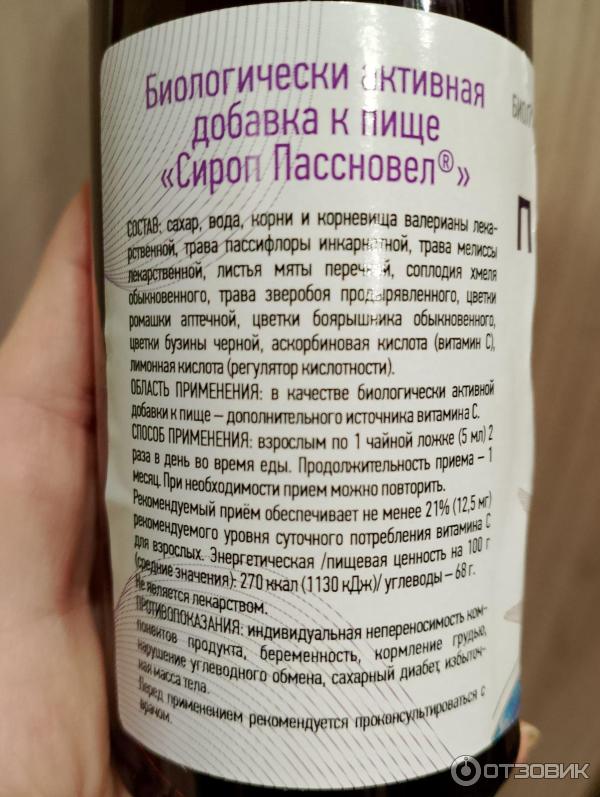 Биологически активная
добавка к пище
«Сироп Пассновел®»
СОСТАВ: сахар, вода, корни и корневища валерианы лека-
рственной, трава пассифлоры инкарнатной, трава мелиссы
лекарственной, листья мяты перечной, соплодия хмеля
обыкновенного, трава зверобоя продырявленного, цветки
ромашки аптечной, цветки боярышника обыкновенного,
цветки бузины черной, аскорбиновая кислота (витамин С),
лимонная кислота (регулятор кислотности).
ОБЛАСТЬ ПРИМЕНЕНИЯ: в качестве биологически активной
добавки к пище – дополнительного источника витамина С.
СПОСОБ ПРИМЕНЕНИЯ: взрослым по 1 чайной ложке (5 мл) 2
раза в день во время еды. Продолжительность приема – 1
месяц. При необходимости прием можно повторить.
Рекомендуемый приём обеспечивает не менее 21% (12,5 мг)
рекомендуемого уровня суточного потребления витамина С
для взрослых. Энергетическая /пищевая ценность на 100 г
(средние значения): 270 ккал (1130 кДж)/ углеводы – 68 г.
Не является лекарством.
ПРОТИВОПОКАЗАНИЯ: индивидуальная непереносимость ком-
понентов продукта, беременность, кормление грудью,
нарушение углеводного обмена, сахарный диабет, избыточ-
ная масса тела.
Перед применением рекомендуется проконсультироваться с
врачом.
П
ОТЗОВИК